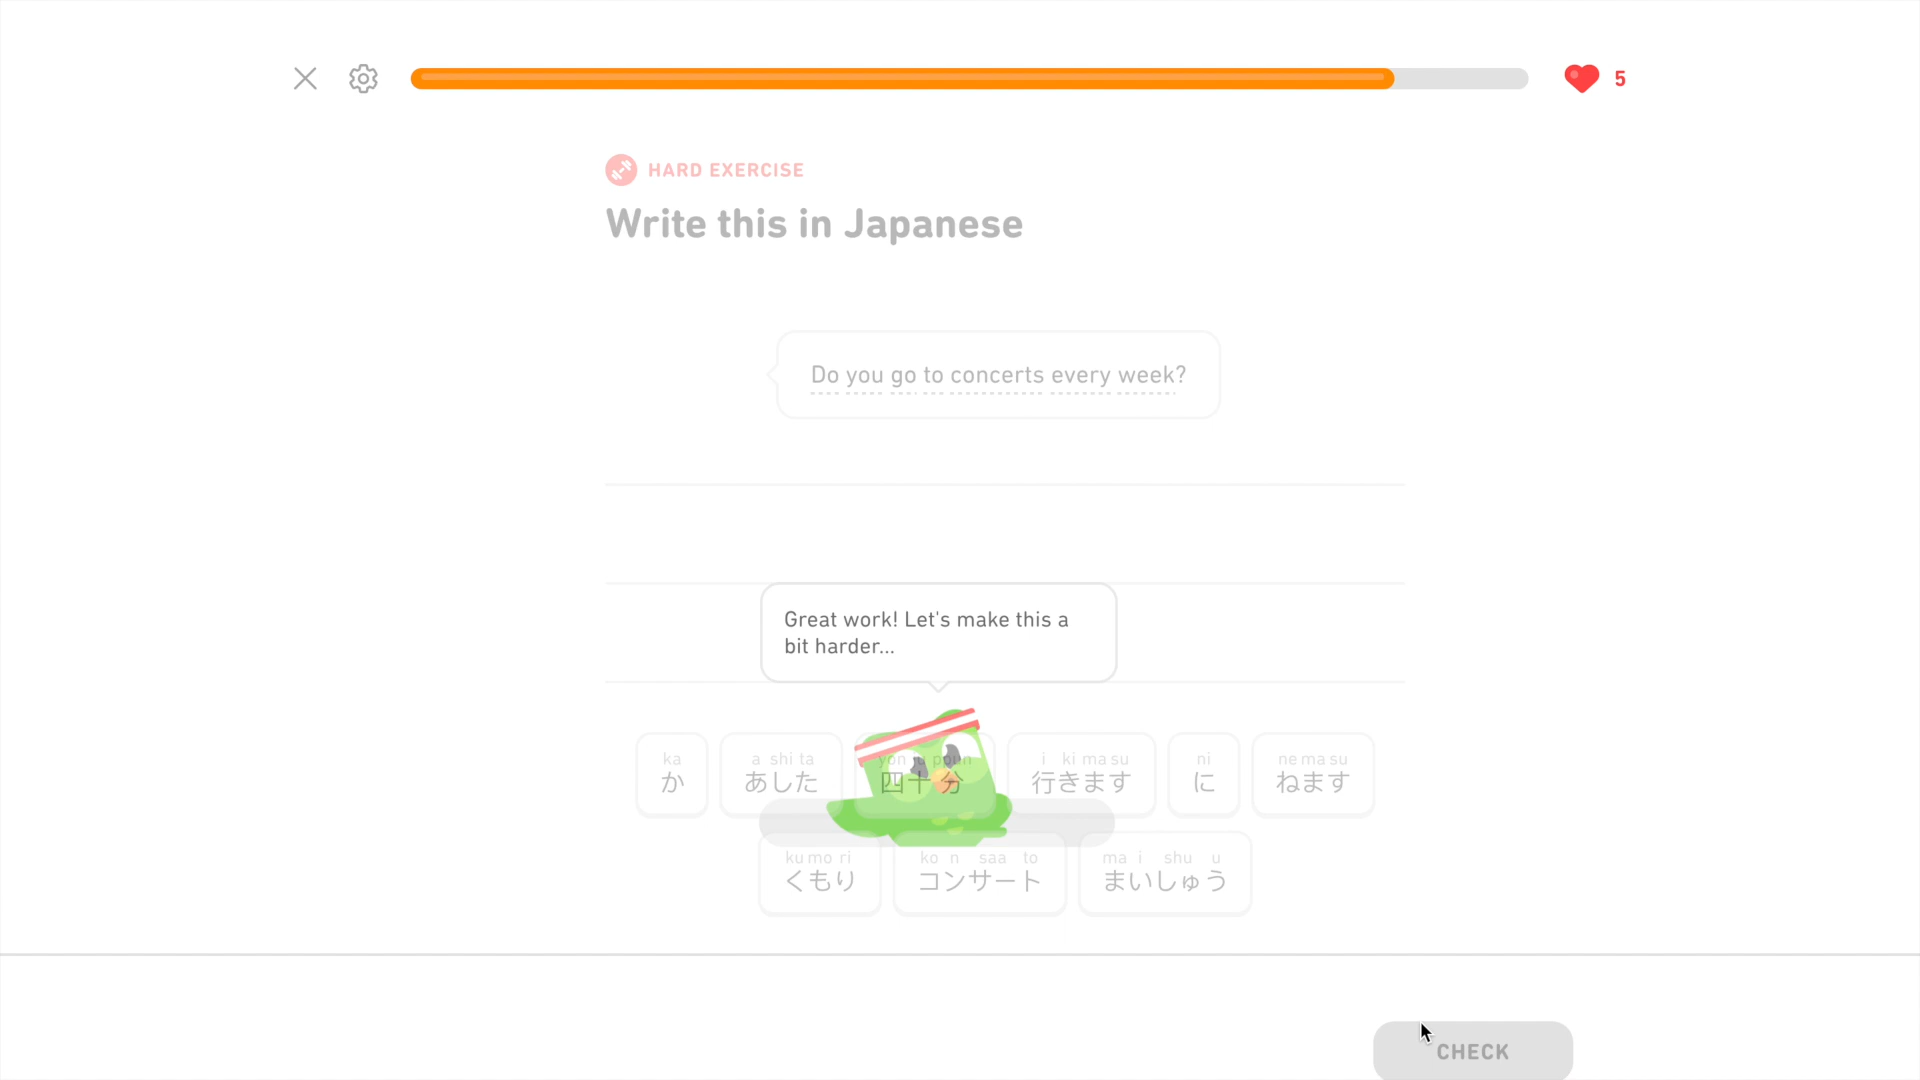 5
HARD EXERCISE
Write this in Japanese
Do you go to concerts every week?
Great work! Let's make this a
bit harder...
ka a shi ta i ki ma su ni ne ma su
か あした 四十分 行きます に ねます
ku mo ri ko n saa to ma i shu u
くもり コンサート まいしゅう
CHECK